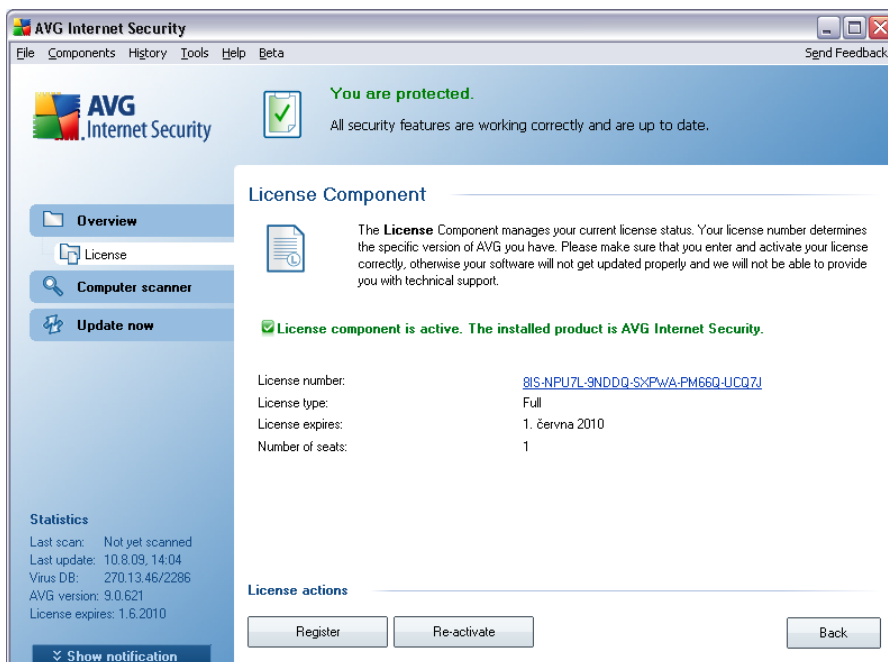 AVG Internet Security
File Components History Tools Help Beta
Send Feedback
AVG
Internet Security
You are protected.
All security features are working correctly and are up to date.
Overview
License
Computer scanner
Update now
License Component
The License Component manages your current license status. Your license number determines
the specific version of AVG you have. Please make sure that you enter and activate your license
correctly, otherwise your software will not get updated properly and we will not be able to provide
you with technical support.
License component is active. The installed product is AVG Internet Security.
License number: 8IS-NPU7L-9NDDQ-SXPWA-PM66Q-UCQ7J
License type: Full
License expires: 1. června 2010
Number of seats: 1
Statistics
Last scan: Not yet scanned
Last update: 10.8.09, 14:04
Virus DB: 270.13.46/2286
AVG version: 9.0.621
License expires: 1.6.2010
Show notification
License actions
Register
Re-activate
Back